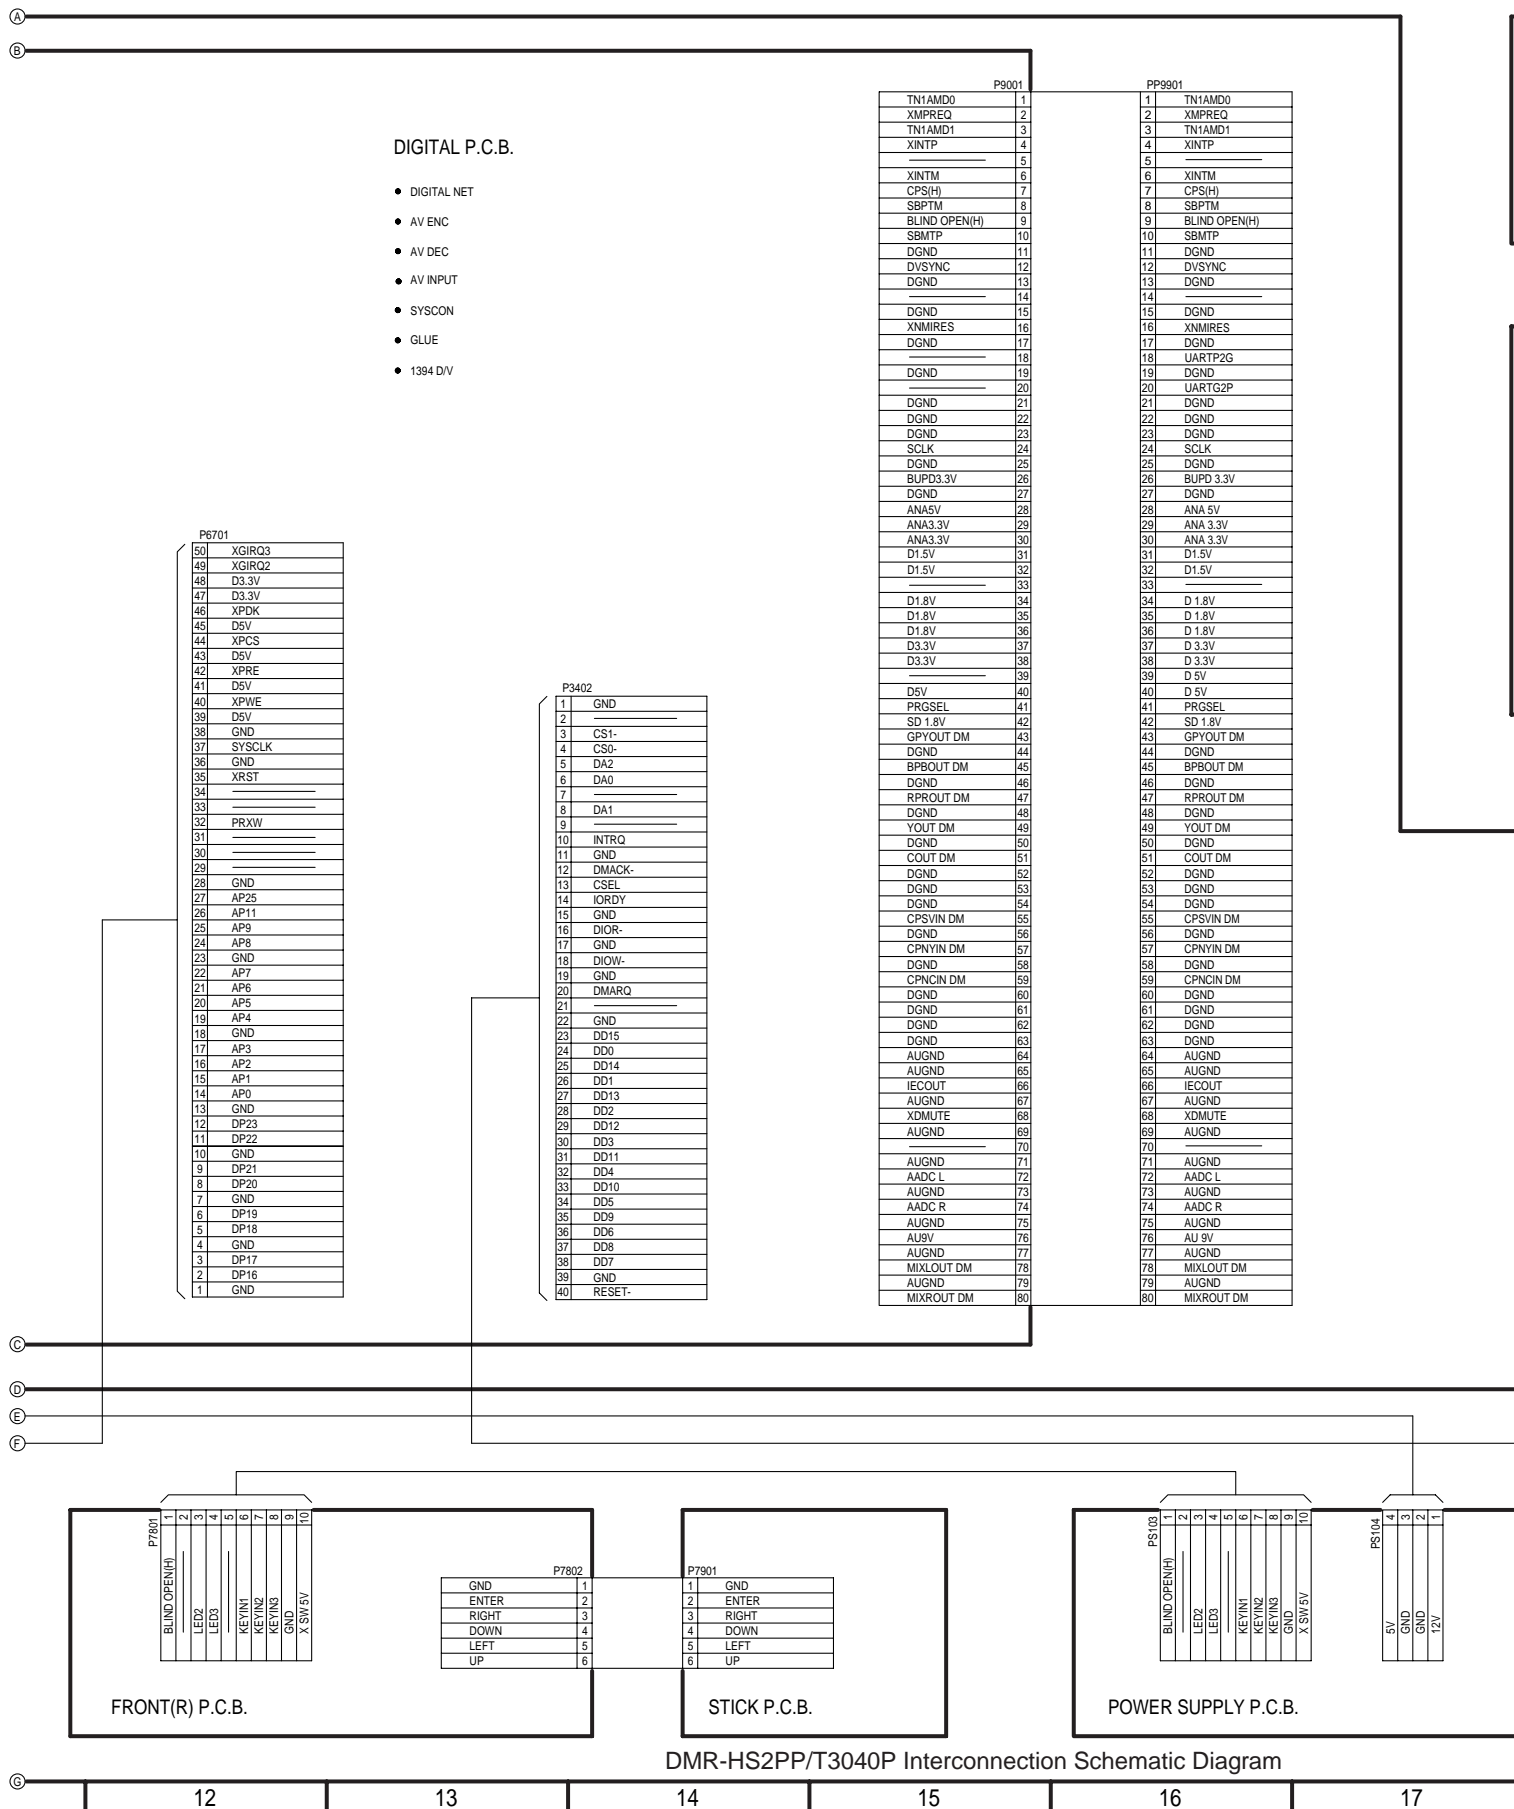 A
B
P9001
TN1AMD0 1
XMPREQ 2
TN1AMD1 3
XINTP 4
5
XINTM 6
CPS(H) 7
SBPTM 8
BLIND OPEN(H) 9
SBMTP 10
DGND 11
DVSYNC 12
DGND 13
14
DGND 15
XNMIRES 16
DGND 17
18
DGND 19
20
DGND 21
DGND 22
DGND 23
SCLK 24
DGND 25
BUPD3.3V 26
DGND 27
ANA5V 28
ANA3.3V 29
ANA3.3V 30
D1.5V 31
D1.5V 32
33
D1.8V 34
D1.8V 35
D1.8V 36
D3.3V 37
D3.3V 38
39
D5V 40
PRGSEL 41
SD 1.8V 42
GPYOUT DM 43
DGND 44
BPBOUT DM 45
DGND 46
RPROUT DM 47
DGND 48
YOUT DM 49
DGND 50
COUT DM 51
DGND 52
DGND 53
DGND 54
CPSVIN DM 55
DGND 56
CPNYIN DM 57
DGND 58
CPNCIN DM 59
DGND 60
DGND 61
DGND 62
DGND 63
AUGND 64
AUGND 65
IECOUT 66
AUGND 67
XDMUTE 68
AUGND 69
70
AUGND 71
AADC L 72
AUGND 73
AADC R 74
AUGND 75
AU9V 76
AUGND 77
MIXLOUT DM 78
AUGND 79
MIXROUT DM 80
PP9901
1 TN1AMD0
2 XMPREQ
3 TN1AMD1
4 XINTP
5
6 XINTM
7 CPS(H)
8 SBPTM
9 BLIND OPEN(H)
10 SBMTP
11 DGND
12 DVSYNC
13 DGND
14
15 DGND
16 XNMIRES
17 DGND
18 UARTP2G
19 DGND
20 UARTG2P
21 DGND
22 DGND
23 DGND
24 SCLK
25 DGND
26 BUPD 3.3V
27 DGND
28 ANA 5V
29 ANA 3.3V
30 ANA 3.3V
31 D1.5V
32 D1.5V
33
34 D 1.8V
35 D 1.8V
36 D 1.8V
37 D 3.3V
38 D 3.3V
39 D 5V
40 D 5V
41 PRGSEL
42 SD 1.8V
43 GPYOUT DM
44 DGND
45 BPBOUT DM
46 DGND
47 RPROUT DM
48 DGND
49 YOUT DM
50 DGND
51 COUT DM
52 DGND
53 DGND
54 DGND
55 CPSVIN DM
56 DGND
57 CPNYIN DM
58 DGND
59 CPNCIN DM
60 DGND
61 DGND
62 DGND
63 DGND
64 AUGND
65 AUGND
66 IECOUT
67 AUGND
68 XDMUTE
69 AUGND
70
71 AUGND
72 AADC L
73 AUGND
74 AADC R
75 AUGND
76 AU 9V
77 AUGND
78 MIXLOUT DM
79 AUGND
80 MIXROUT DM
DIGITAL P.C.B.
● DIGITAL NET
● AV ENC
● AV DEC
● AV INPUT
● SYSCON
● GLUE
● 1394 D/V
P6701
50 XGIRQ3
49 XGIRQ2
48 D3.3V
47 D3.3V
46 XPDK
45 D5V
44 XPCS
43 D5V
42 XPRE
41 D5V
40 XPWE
39 D5V
38 GND
37 SYSCLK
36 GND
35 XRST
34
33
32 PRXW
31
30
29
28 GND
27 AP25
26 AP11
25 AP9
24 AP8
23 GND
22 AP7
21 AP6
20 AP5
19 AP4
18 GND
17 AP3
16 AP2
15 AP1
14 AP0
13 GND
12 DP23
11 DP22
10 GND
9 DP21
8 DP20
7 GND
6 DP19
5 DP18
4 GND
3 DP17
2 DP16
1 GND
P3402
1 GND
2
3 CS1-
4 CS0-
5 DA2
6 DA0
7
8 DA1
9
10 INTRQ
11 GND
12 DMACK-
13 CSEL
14 IORDY
15 GND
16 DIOR-
17 GND
18 DIOW-
19 GND
20 DMARQ
21
22 GND
23 DD15
24 DD0
25 DD14
26 DD1
27 DD13
28 DD2
29 DD12
30 DD3
31 DD11
32 DD4
33 DD10
34 DD5
35 DD9
36 DD6
37 DD8
38 DD7
39 GND
40 RESET-
C
D
E
F
P7801
1 BLIND OPEN(H)
2
3 LED2
4 LED3
5
6 KEYIN1
7 KEYIN2
8 KEYIN3
9 GND
10 X SW 5V
P7802
GND 1
ENTER 2
RIGHT 3
DOWN 4
LEFT 5
UP 6
FRONT(R) P.C.B.
P7901
1 GND
2 ENTER
3 RIGHT
4 DOWN
5 LEFT
6 UP
STICK P.C.B.
PS103
1 BLIND OPEN(H)
2
3 LED2
4 LED3
5
6 KEYIN1
7 KEYIN2
8 KEYIN3
9 GND
10 X SW 5V
PS104
4 5V
3 GND
2 GND
1 12V
POWER SUPPLY P.C.B.
DMR-HS2PP/T3040P Interconnection Schematic Diagram
G
12 13 14 15 16 17